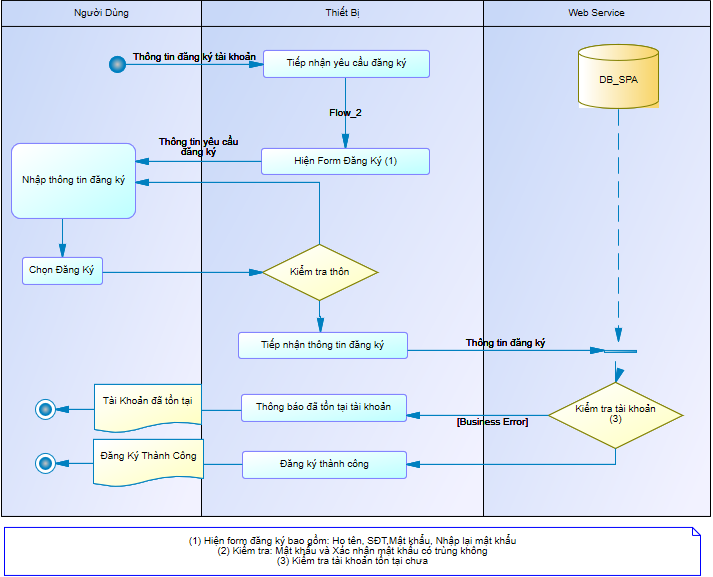 Người Dùng
Thiết Bị
Web Service
Thông tin đăng ký tài khoản
Tiếp nhận yêu cầu đăng ký
DB_SPA
Flow_2
Thông tin yêu cầu
đăng ký
Hiện Form Đăng Ký (1)
Nhập thông tin đăng ký
Chọn Đăng Ký
Kiểm tra thôn
Tiếp nhận thông tin đăng ký
Thông tin đăng ký
Tài Khoản đã tồn tại
Thông báo đã tồn tại tài khoản
[Business Error]
Kiểm tra tài khoản
(3)
Đăng Ký Thành Công
Đăng ký thành công
(1) Hiện form đăng ký bao gồm: Họ tên, SĐT,Mật khẩu, Nhập lại mật khẩu
(2) Kiểm tra: Mật khẩu và Xác nhận mật khẩu có trùng không
(3) Kiểm tra tài khoản tồn tại chưa